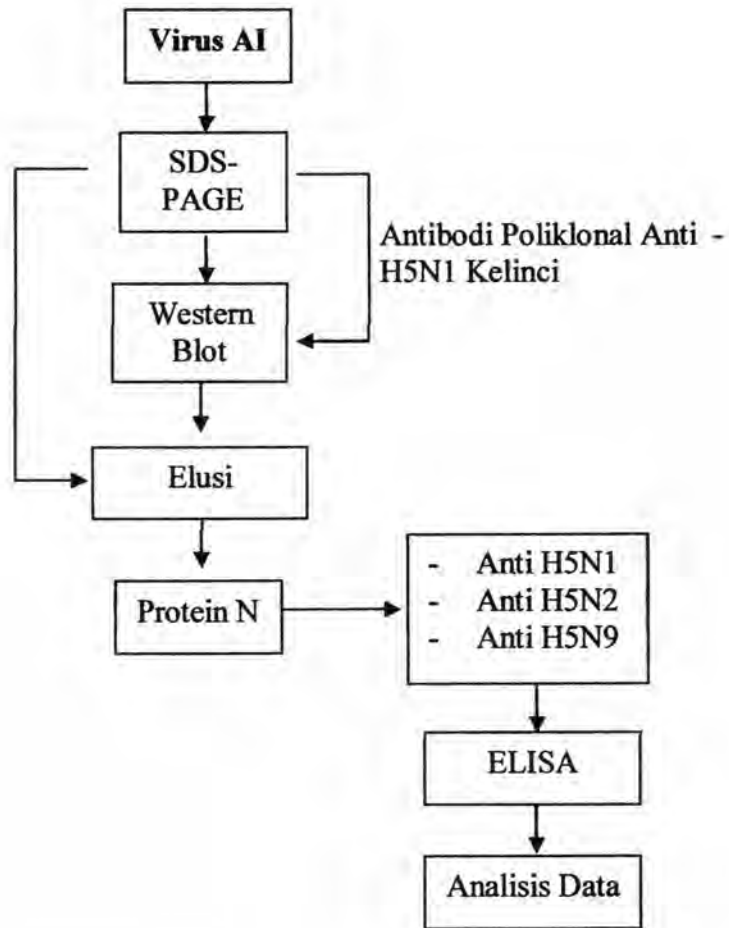 Virus AI
SDS-
PAGE
Antibodi Poliklonal Anti -
H5N1 Kelinci
Western
Blot
Elusi
Protein N
- Anti H5N1
- Anti H5N2
- Anti H5N9
ELISA
Analisis Data